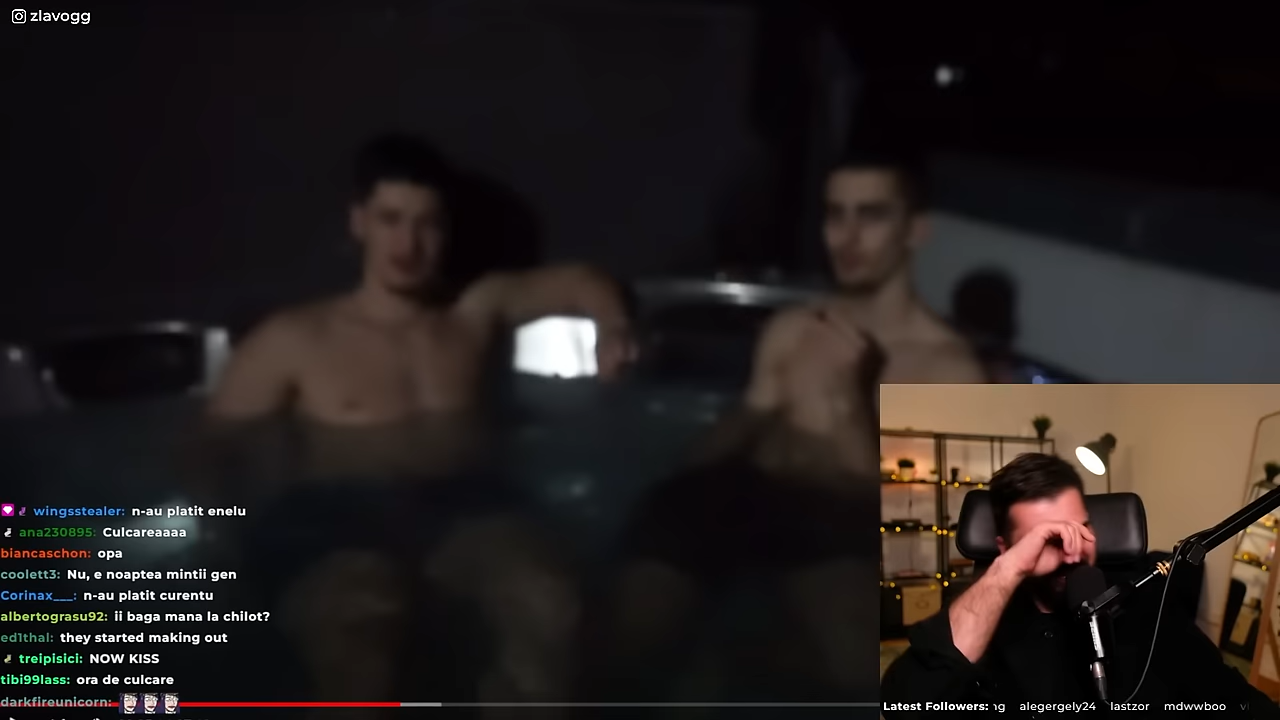 zlavogg
wingsstealer: n-au platit enelu
ana230895: Culcareaaaa
biancaschon: opa
coolett3: Nu, e noaptea mintii gen
Corinax___: n-au platit curentu
albertograsu92: ii baga mana la chilot?
ed1thal: they started making out
treipisici: NOW KISS
tibi99lass: ora de culcare
darkfireunicorn:
Latest Followers: alegergely24 lastzor mdwwboo